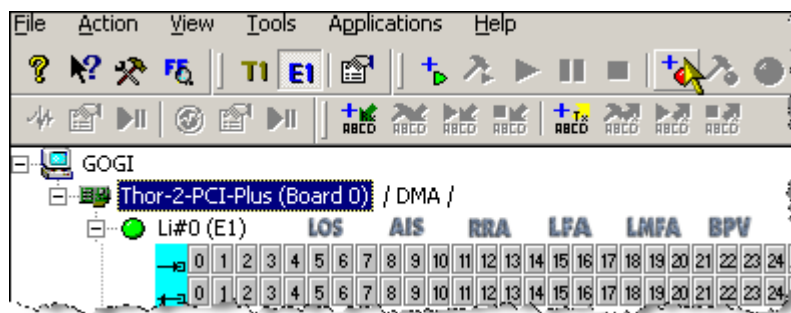 File Action View Tools Applications Help
? ? T1 E1
ABCD ABCD ABCD ABCD Tx ABCD ABCD ABCD ABCD
GOGI
Thor-2-PCI-Plus (Board 0) / DMA /
Li#0 (E1) LOS AIS RRA LFA LMFA BPV
0 1 2 3 4 5 6 7 8 9 10 11 12 13 14 15 16 17 18 19 20 21 22 23 24
0 1 2 3 4 5 6 7 8 9 10 11 12 13 14 15 16 17 18 19 20 21 22 23 24